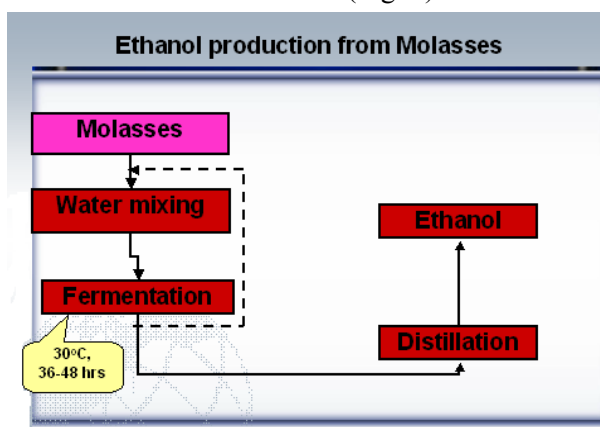 Ethanol production from Molasses
Molasses
Water mixing
Ethanol
Fermentation
Distillation
30°C,
36-48 hrs